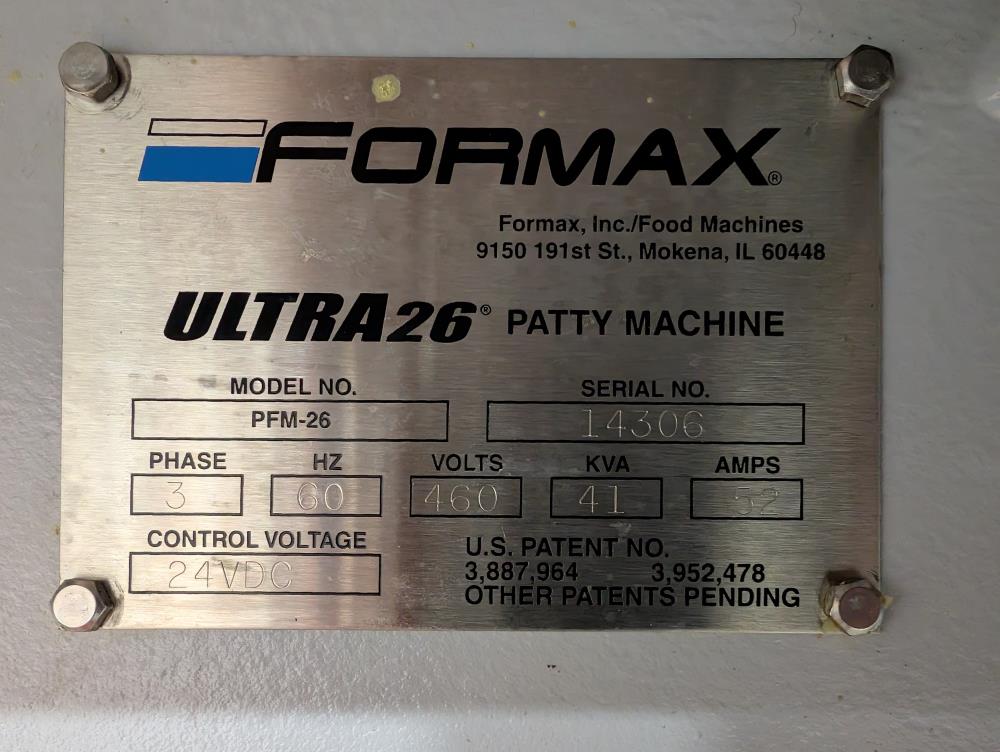 FORMAX®
Formax, Inc./Food Machines
9150 191st St., Mokena, IL 60448
ULTRA26® PATTY MACHINE
MODEL NO. SERIAL NO.
PFM-26 14306
PHASE HZ VOLTS KVA AMPS
3 60 460 41 52
CONTROL VOLTAGE
24VDC
U.S. PATENT NO.
3,887,964 3,952,478
OTHER PATENTS PENDING